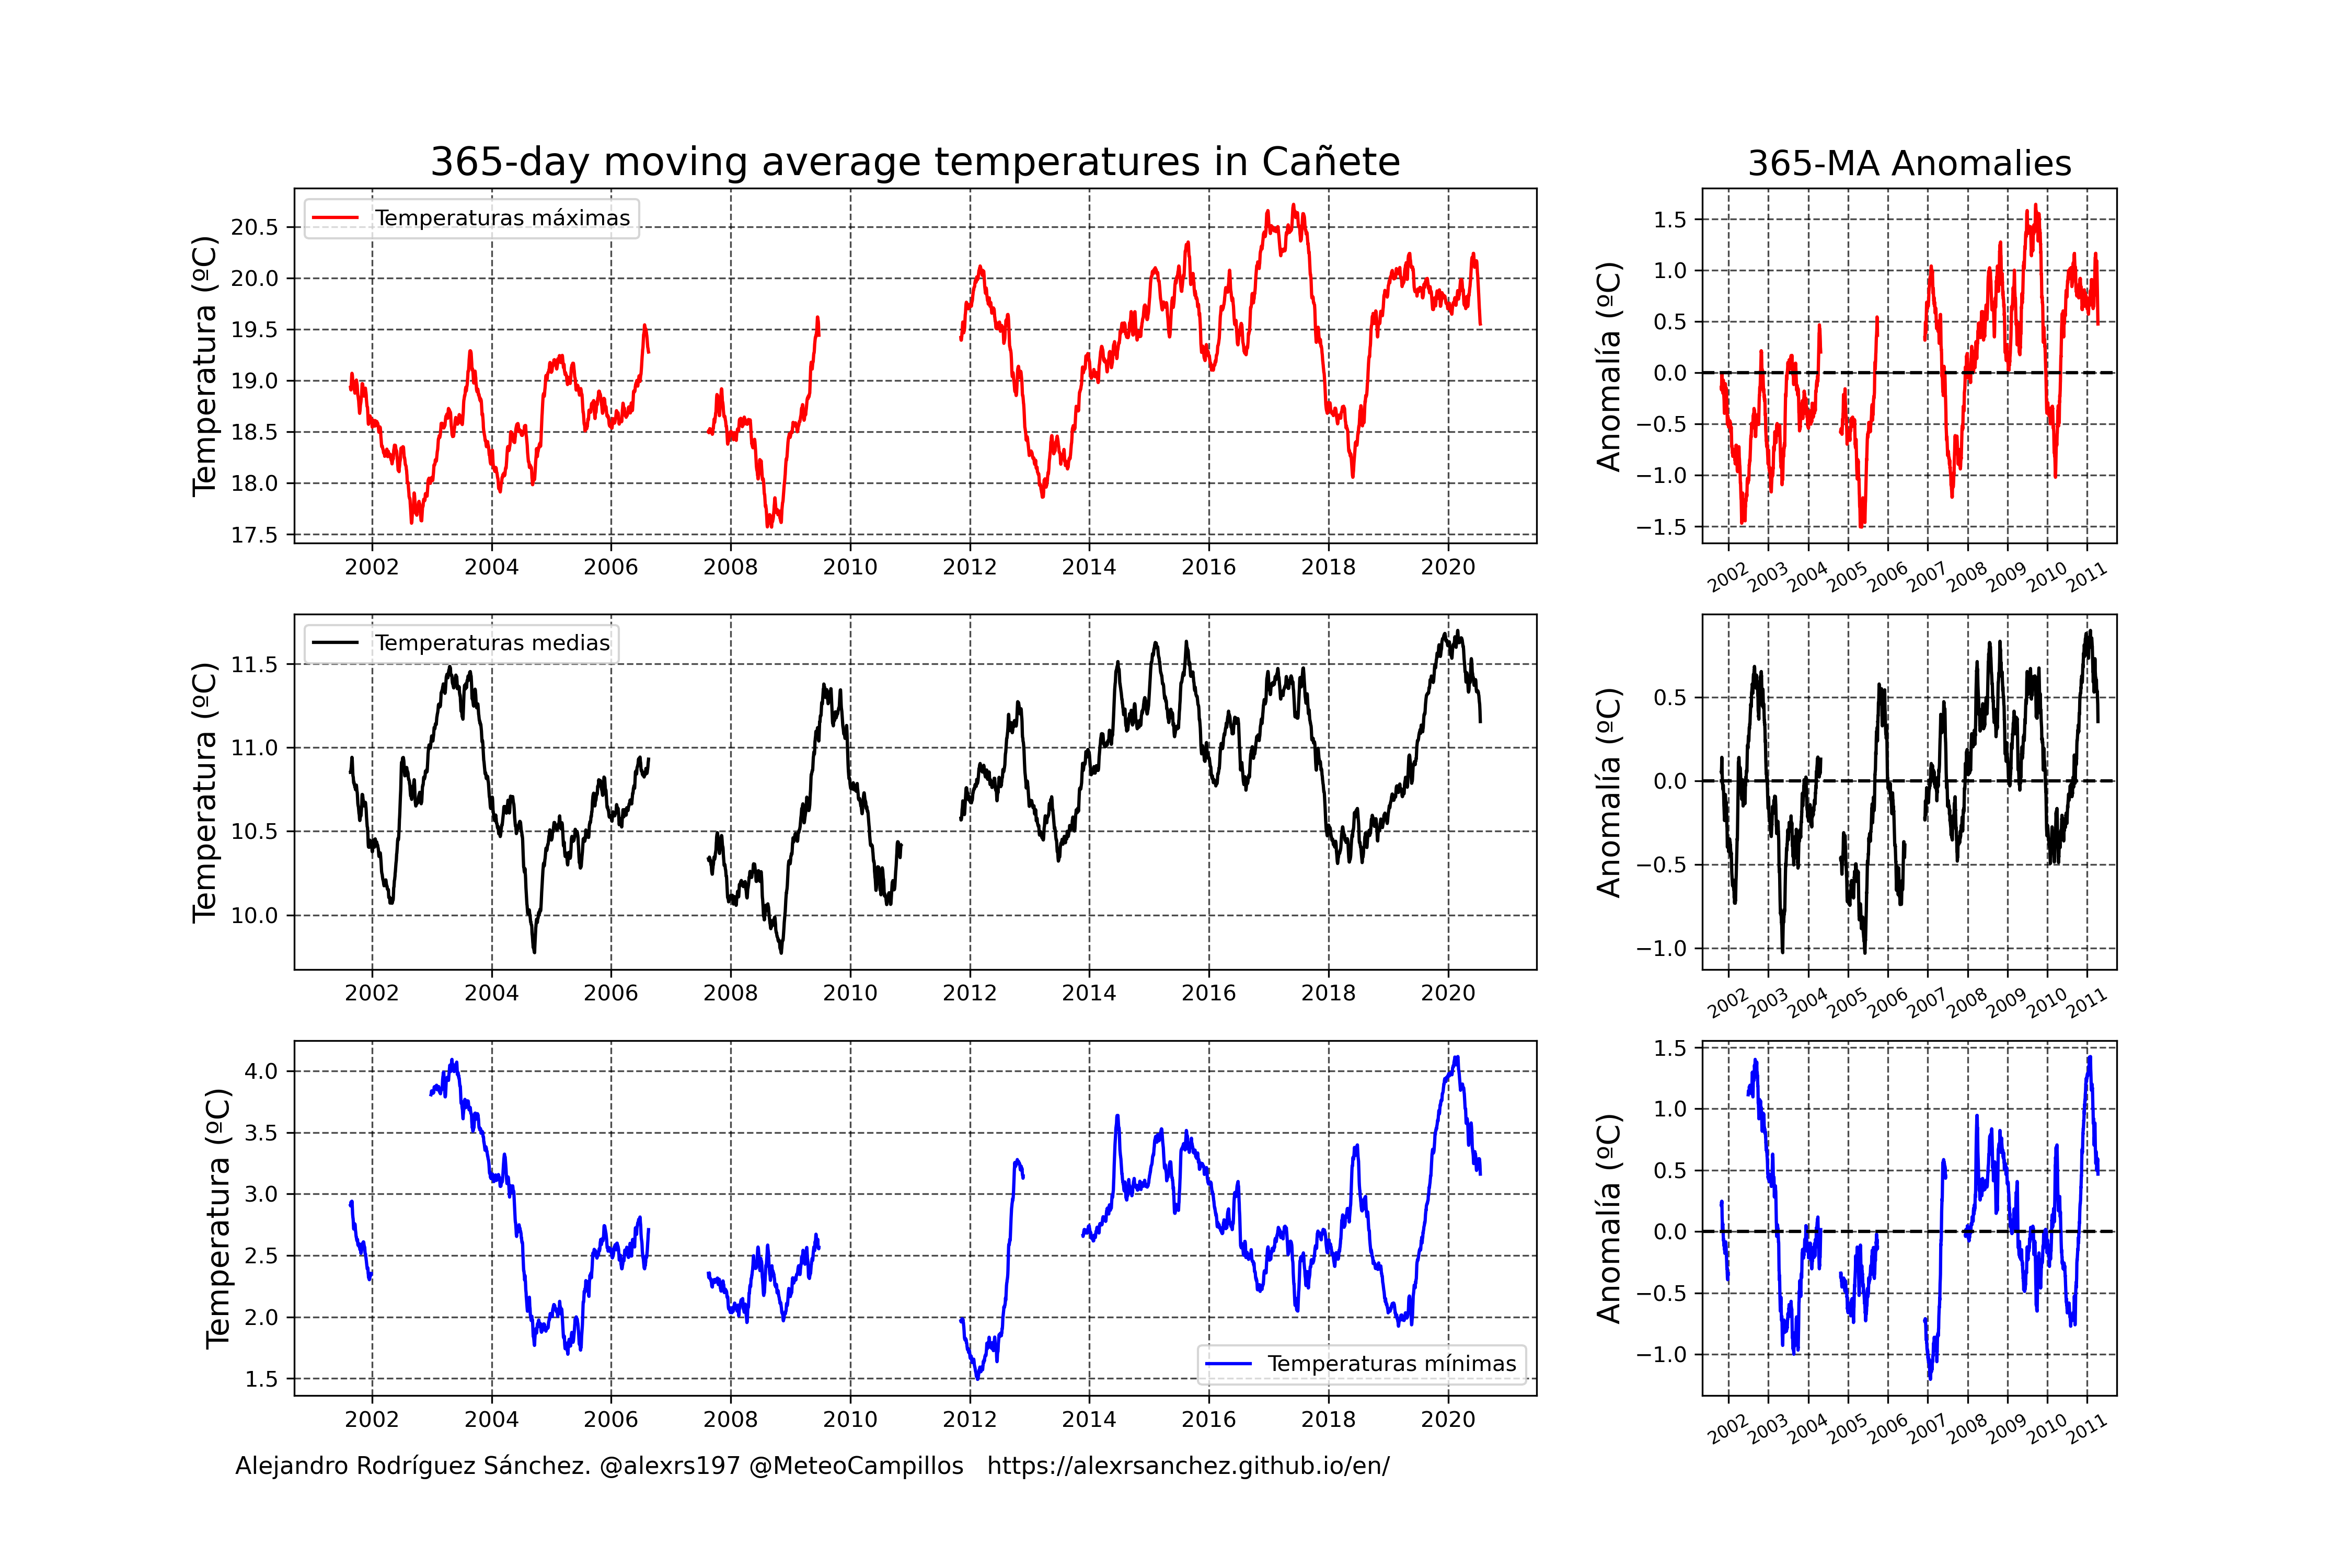 365-day moving average temperatures in Cañete
365-MA Anomalies
Temperatura (ºC)
20.5
20.0
19.5
19.0
18.5
18.0
17.5
Temperaturas máximas
2002 2004 2006 2008 2010 2012 2014 2016 2018 2020
Anomalía (ºC)
1.5
1.0
0.5
0.0
−0.5
−1.0
−1.5
2002 2003 2004 2005 2006 2007 2008 2009 2010 2011
Temperatura (ºC)
11.5
11.0
10.5
10.0
Temperaturas medias
2002 2004 2006 2008 2010 2012 2014 2016 2018 2020
Anomalía (ºC)
0.5
0.0
−0.5
−1.0
2002 2003 2004 2005 2006 2007 2008 2009 2010 2011
Temperatura (ºC)
4.0
3.5
3.0
2.5
2.0
1.5
Temperaturas mínimas
2002 2004 2006 2008 2010 2012 2014 2016 2018 2020
Anomalía (ºC)
1.5
1.0
0.5
0.0
−0.5
−1.0
2002 2003 2004 2005 2006 2007 2008 2009 2010 2011
Alejandro Rodríguez Sánchez. @alexrs197 @MeteoCampillos https://alexrsanchez.github.io/en/